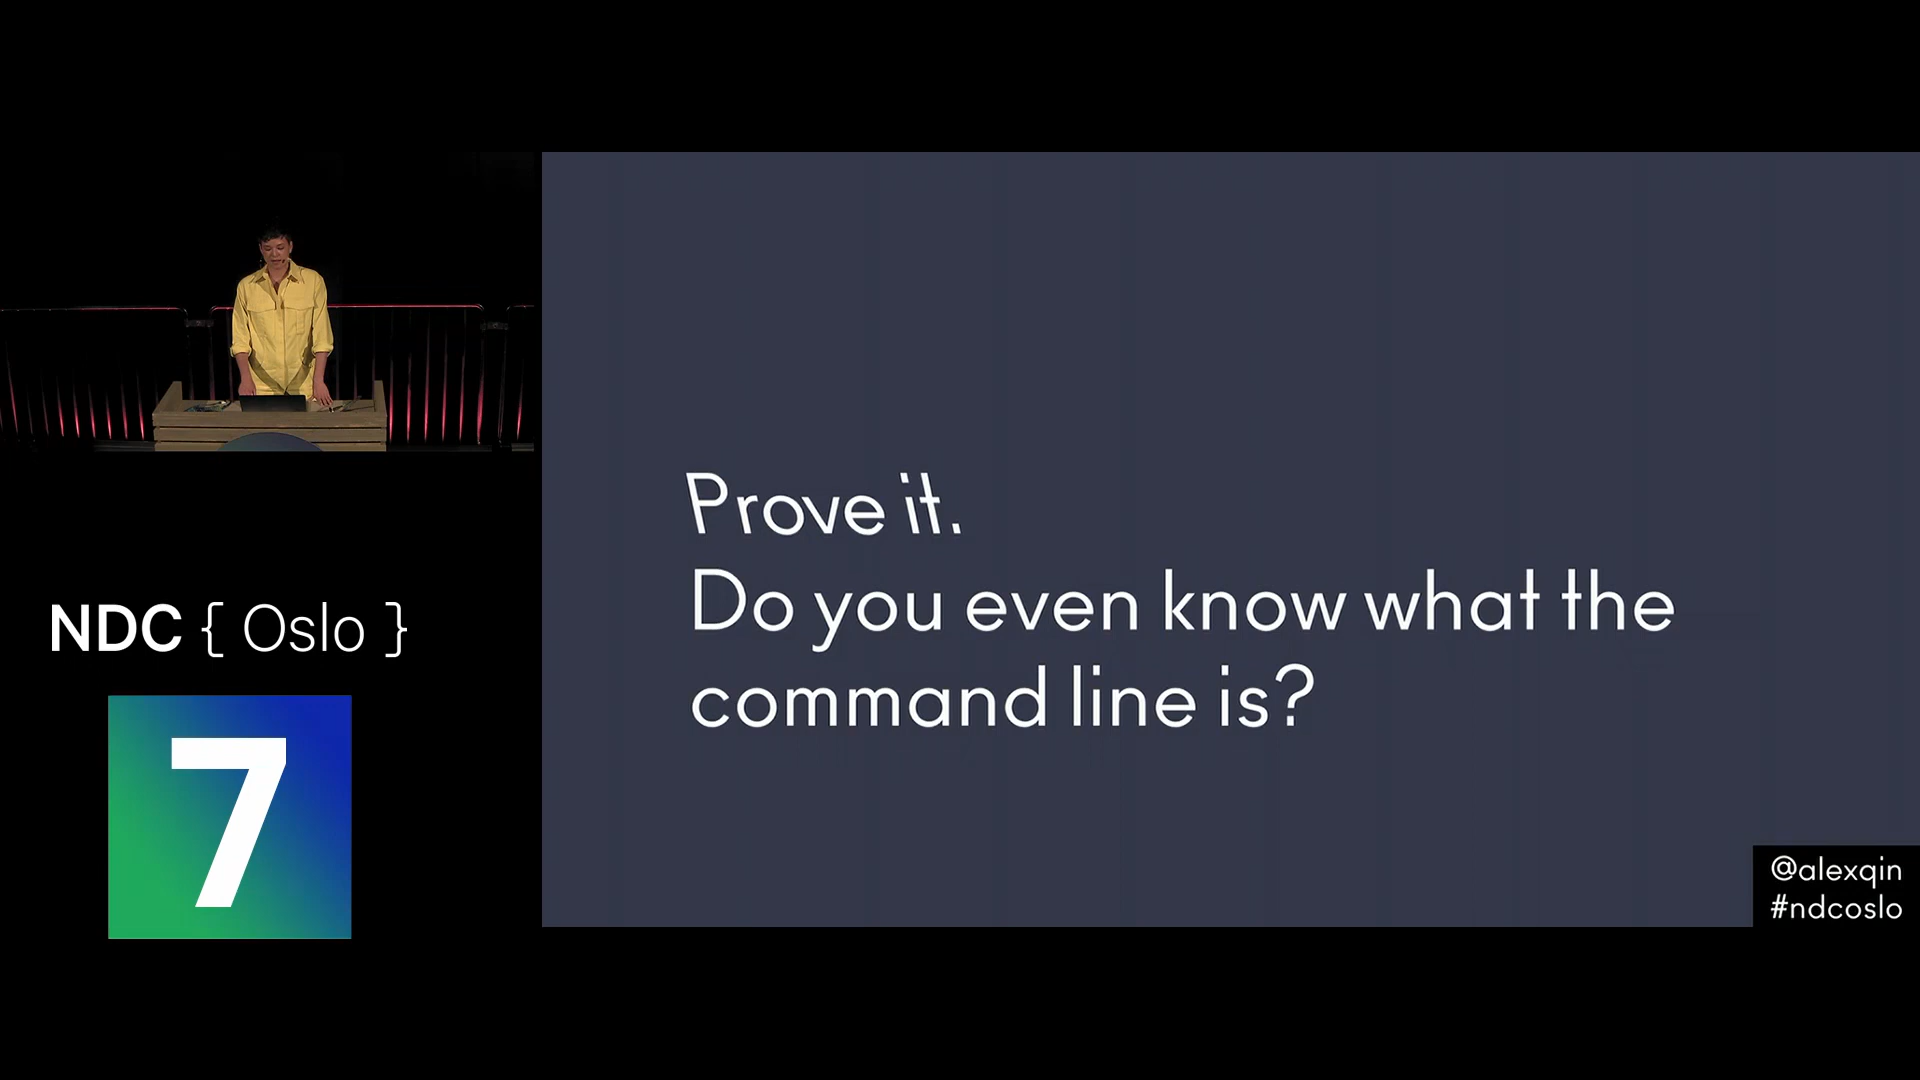 NDC { Oslo }
7
Prove it.
Do you even know what the
command line is?
@alexqin
#ndcoslo